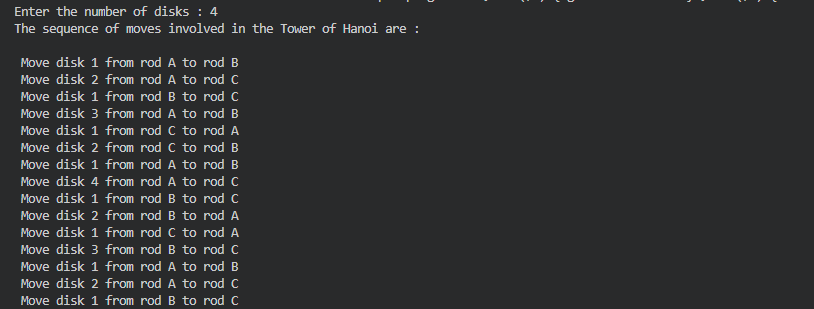 Enter the number of disks : 4
The sequence of moves involved in the Tower of Hanoi are :
Move disk 1 from rod A to rod B
Move disk 2 from rod A to rod C
Move disk 1 from rod B to rod C
Move disk 3 from rod A to rod B
Move disk 1 from rod C to rod A
Move disk 2 from rod C to rod B
Move disk 1 from rod A to rod B
Move disk 4 from rod A to rod C
Move disk 1 from rod B to rod C
Move disk 2 from rod B to rod A
Move disk 1 from rod C to rod A
Move disk 3 from rod B to rod C
Move disk 1 from rod A to rod B
Move disk 2 from rod A to rod C
Move disk 1 from rod B to rod C